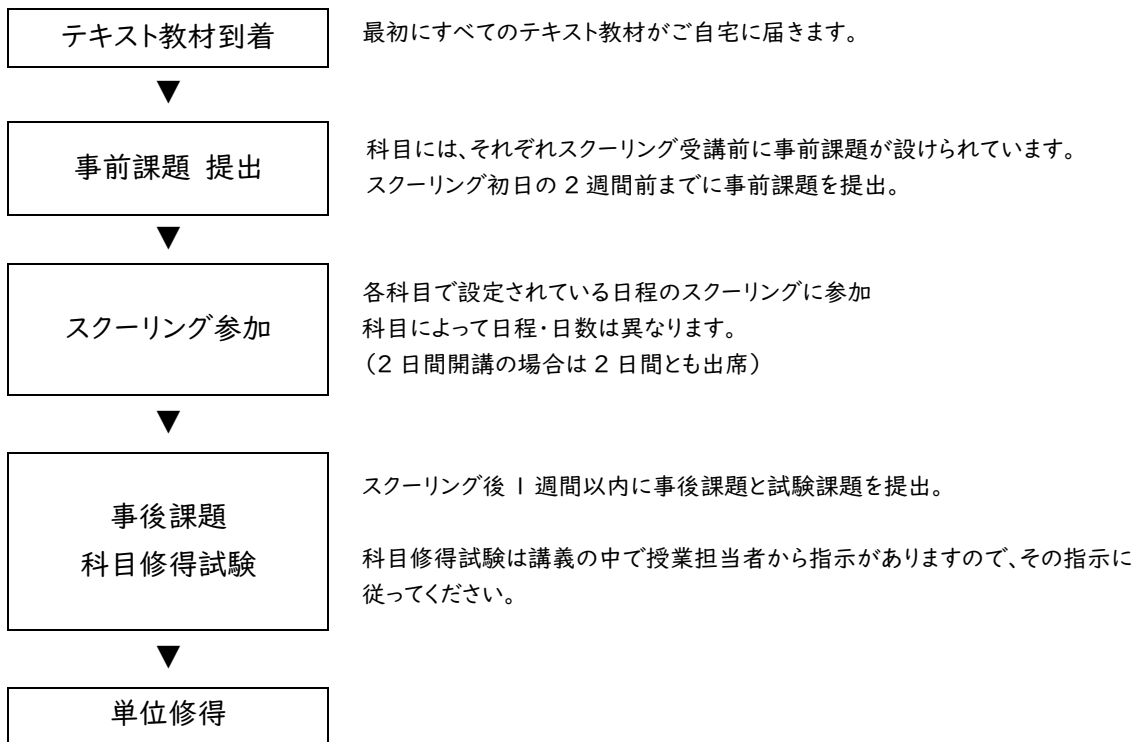 テキスト教材到着
最初にすべてのテキスト教材がご自宅に届きます。
▼
事前課題 提出
科目には、それぞれスクーリング受講前に事前課題が設けられています。
スクーリング初日の 2 週間前までに事前課題を提出。
▼
スクーリング参加
各科目で設定されている日程のスクーリングに参加
科目によって日程・日数は異なります。
(2 日間開講の場合は 2 日間とも出席)
▼
事後課題
科目修得試験
スクーリング後 1 週間以内に事後課題と試験課題を提出。
科目修得試験は講義の中で授業担当者から指示がありますので、その指示に
従ってください。
▼
単位修得